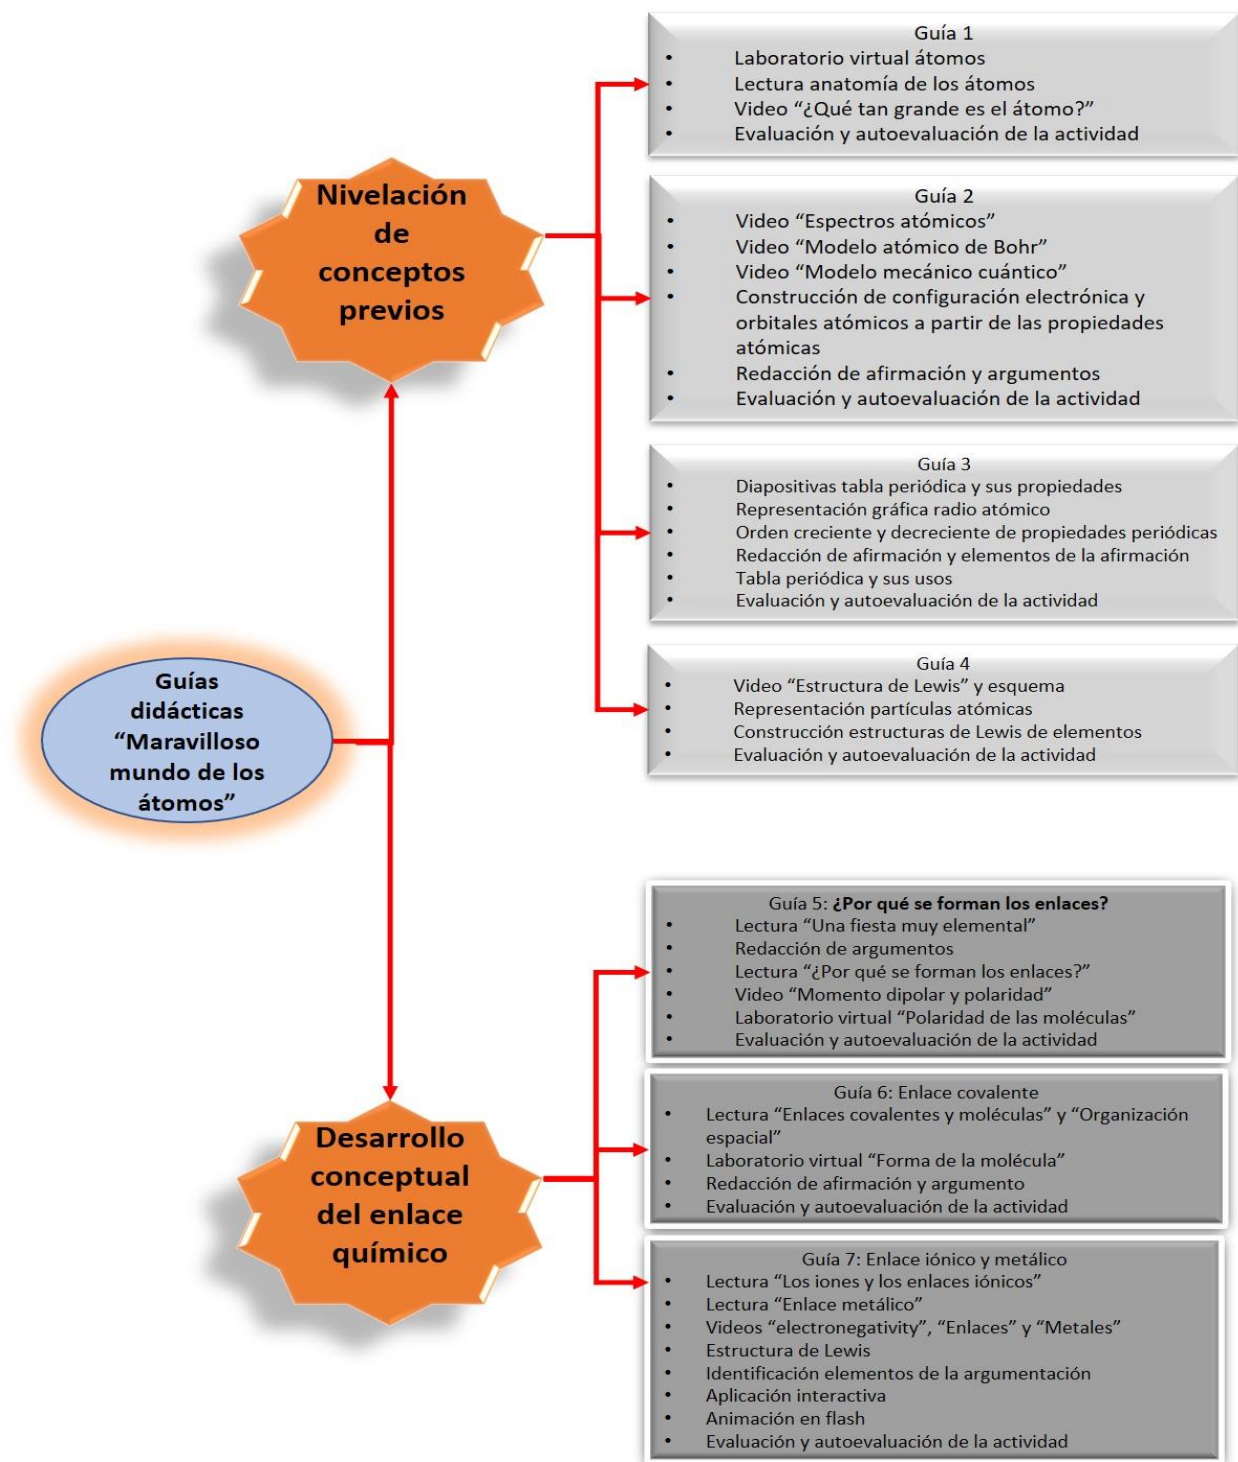 Guía 1
• Laboratorio virtual átomos
• Lectura anatomía de los átomos
• Video “¿Qué tan grande es el átomo?”
• Evaluación y autoevaluación de la actividad
Nivelación
de
conceptos
previos
Guía 2
• Video “Espectros atómicos”
• Video “Modelo atómico de Bohr”
• Video “Modelo mecánico cuántico”
• Construcción de configuración electrónica y
orbitales atómicos a partir de las propiedades
atómicas
• Redacción de afirmación y argumentos
• Evaluación y autoevaluación de la actividad
Guía 3
• Diapositivas tabla periódica y sus propiedades
• Representación gráfica radio atómico
• Orden creciente y decreciente de propiedades periódicas
• Redacción de afirmación y elementos de la afirmación
• Tabla periódica y sus usos
• Evaluación y autoevaluación de la actividad
Guía 4
• Video “Estructura de Lewis” y esquema
• Representación partículas atómicas
• Construcción estructuras de Lewis de elementos
• Evaluación y autoevaluación de la actividad
Guías
didácticas
“Maravilloso
mundo de los
átomos”
Guía 5: ¿Por qué se forman los enlaces?
• Lectura “Una fiesta muy elemental”
• Redacción de argumentos
• Lectura “¿Por qué se forman los enlaces?”
• Video “Momento dipolar y polaridad”
• Laboratorio virtual “Polaridad de las moléculas”
• Evaluación y autoevaluación de la actividad
Desarrollo
conceptual
del enlace
químico
Guía 6: Enlace covalente
• Lectura “Enlaces covalentes y moléculas” y “Organización
espacial”
• Laboratorio virtual “Forma de la molécula”
• Redacción de afirmación y argumento
• Evaluación y autoevaluación de la actividad
Guía 7: Enlace iónico y metálico
• Lectura “Los iones y los enlaces iónicos”
• Lectura “Enlace metálico”
• Videos “electronegativity”, “Enlaces” y “Metales”
• Estructura de Lewis
• Identificación elementos de la argumentación
• Aplicación interactiva
• Animación en flash
• Evaluación y autoevaluación de la actividad